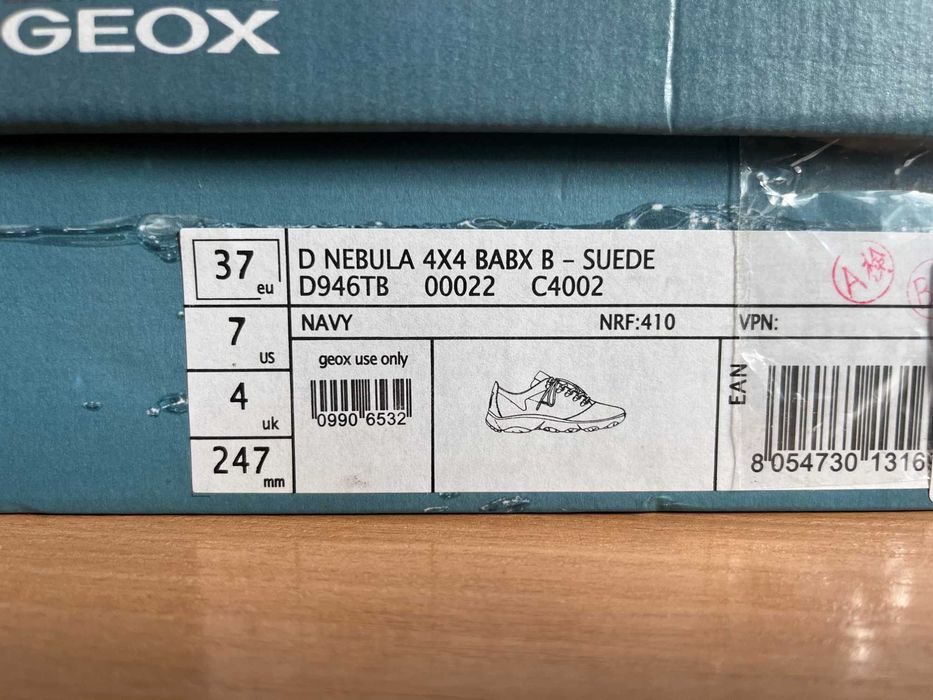 GEOX
37 eu
D NEBULA 4X4 BABX B – SUEDE
D946TB 00022 C4002
A 検
B
7 US
NAVY NRF:410 VPN:
geox use only
0990 6532
4 uk
247 mm
EAN
8 054730 1316